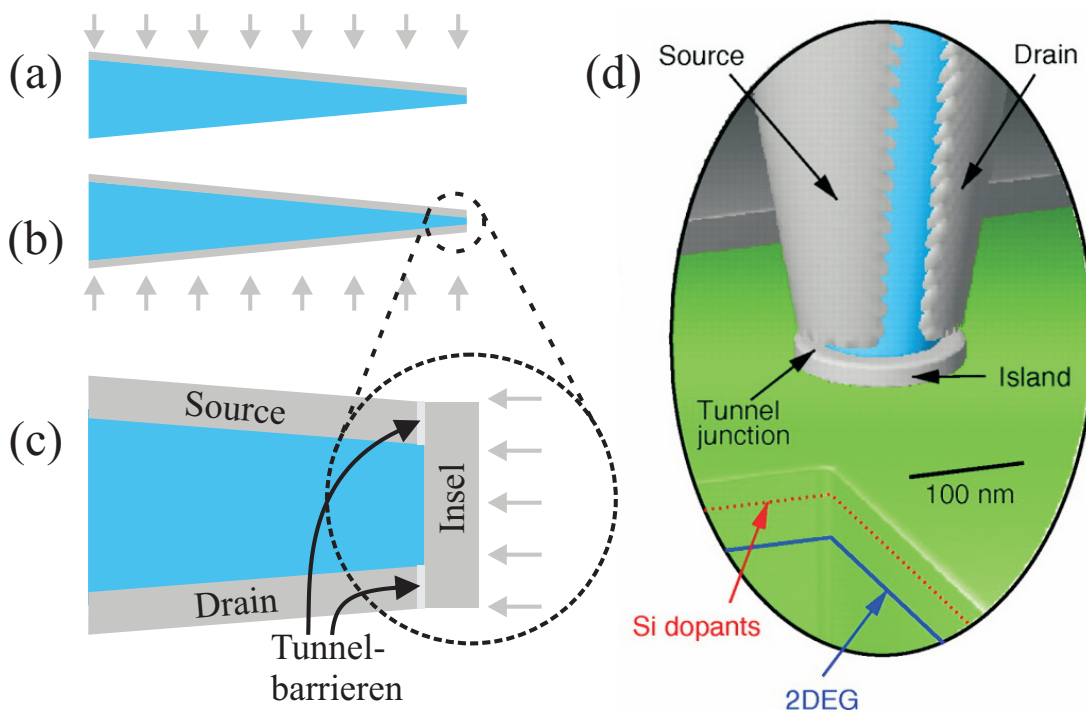 (a)
(b)
(c)
Source
Insel
Drain
Tunnel-
barrieren
(d)
Source
Drain
Tunnel
junction
Island
100 nm
Si dopants
2DEG